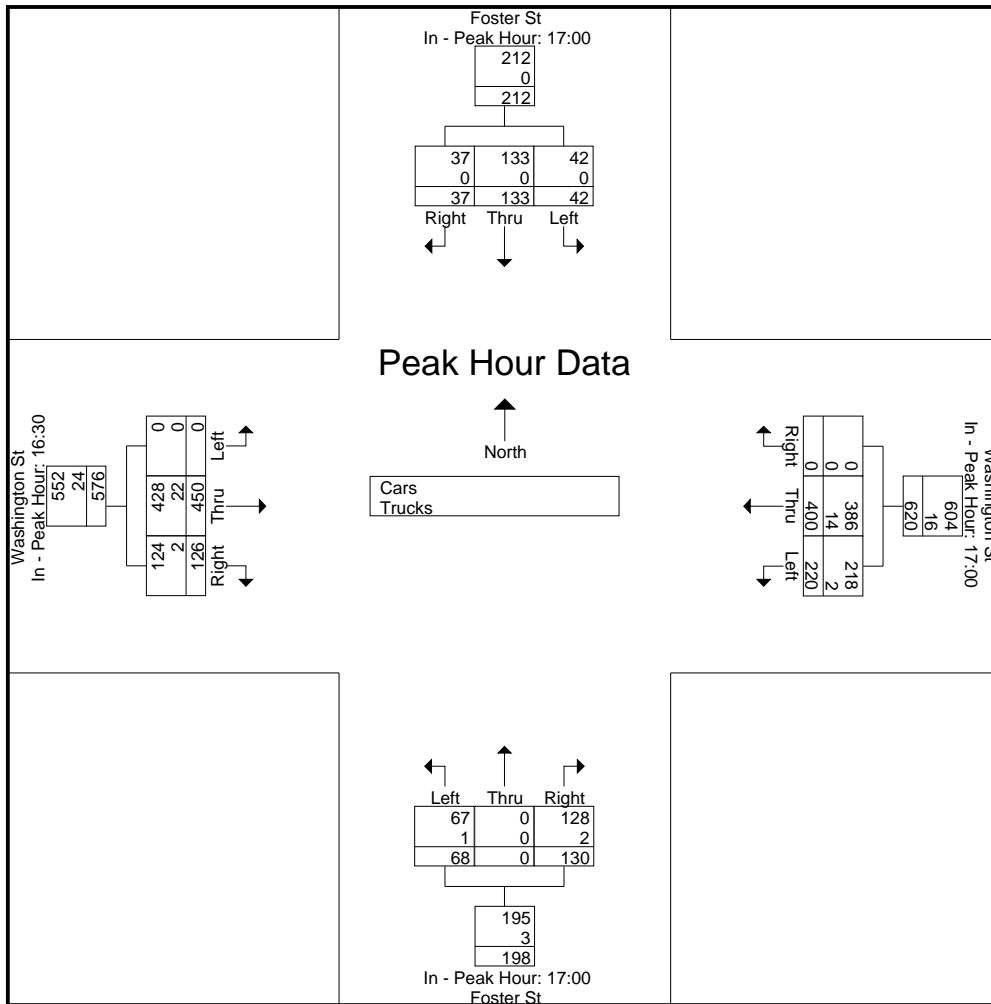 Foster St
In - Peak Hour: 17:00
212
0
212
37 133 42
0 0 0
37 133 42
Right Thru Left
Peak Hour Data
North
Cars
Trucks
Washington St
In - Peak Hour: 16:30
552
24
576
0 0 0
428 22 450
124 2 126
Left
Thru
Right
Washington St
In - Peak Hour: 17:00
604
16
620
Right
Thru
Left
0 0
386 14 400
218 2 220
Left Thru Right
67 0 128
1 0 2
68 0 130
195
3
198
In - Peak Hour: 17:00
Foster St